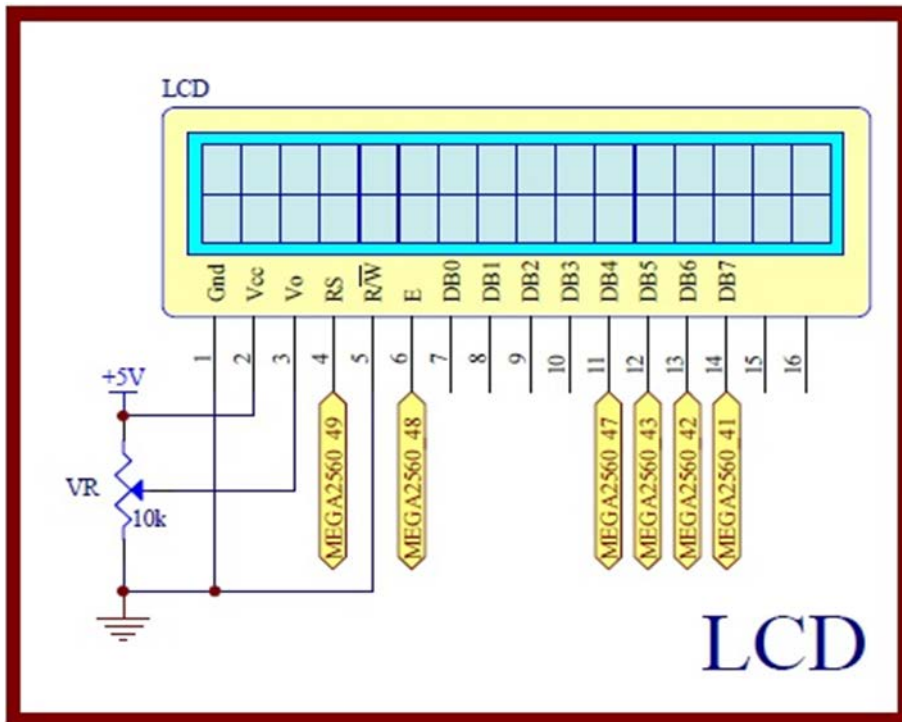 LCD
Gnd
Vcc
Vo
RS
R/W
E
DB0
DB1
DB2
DB3
DB4
DB5
DB6
DB7
1
2
3
4
5
6
7
8
9
10
11
12
13
14
15
16
+5V
VR
10k
MEGA2560_49
MEGA2560_48
MEGA2560_47
MEGA2560_43
MEGA2560_42
MEGA2560_41
LCD